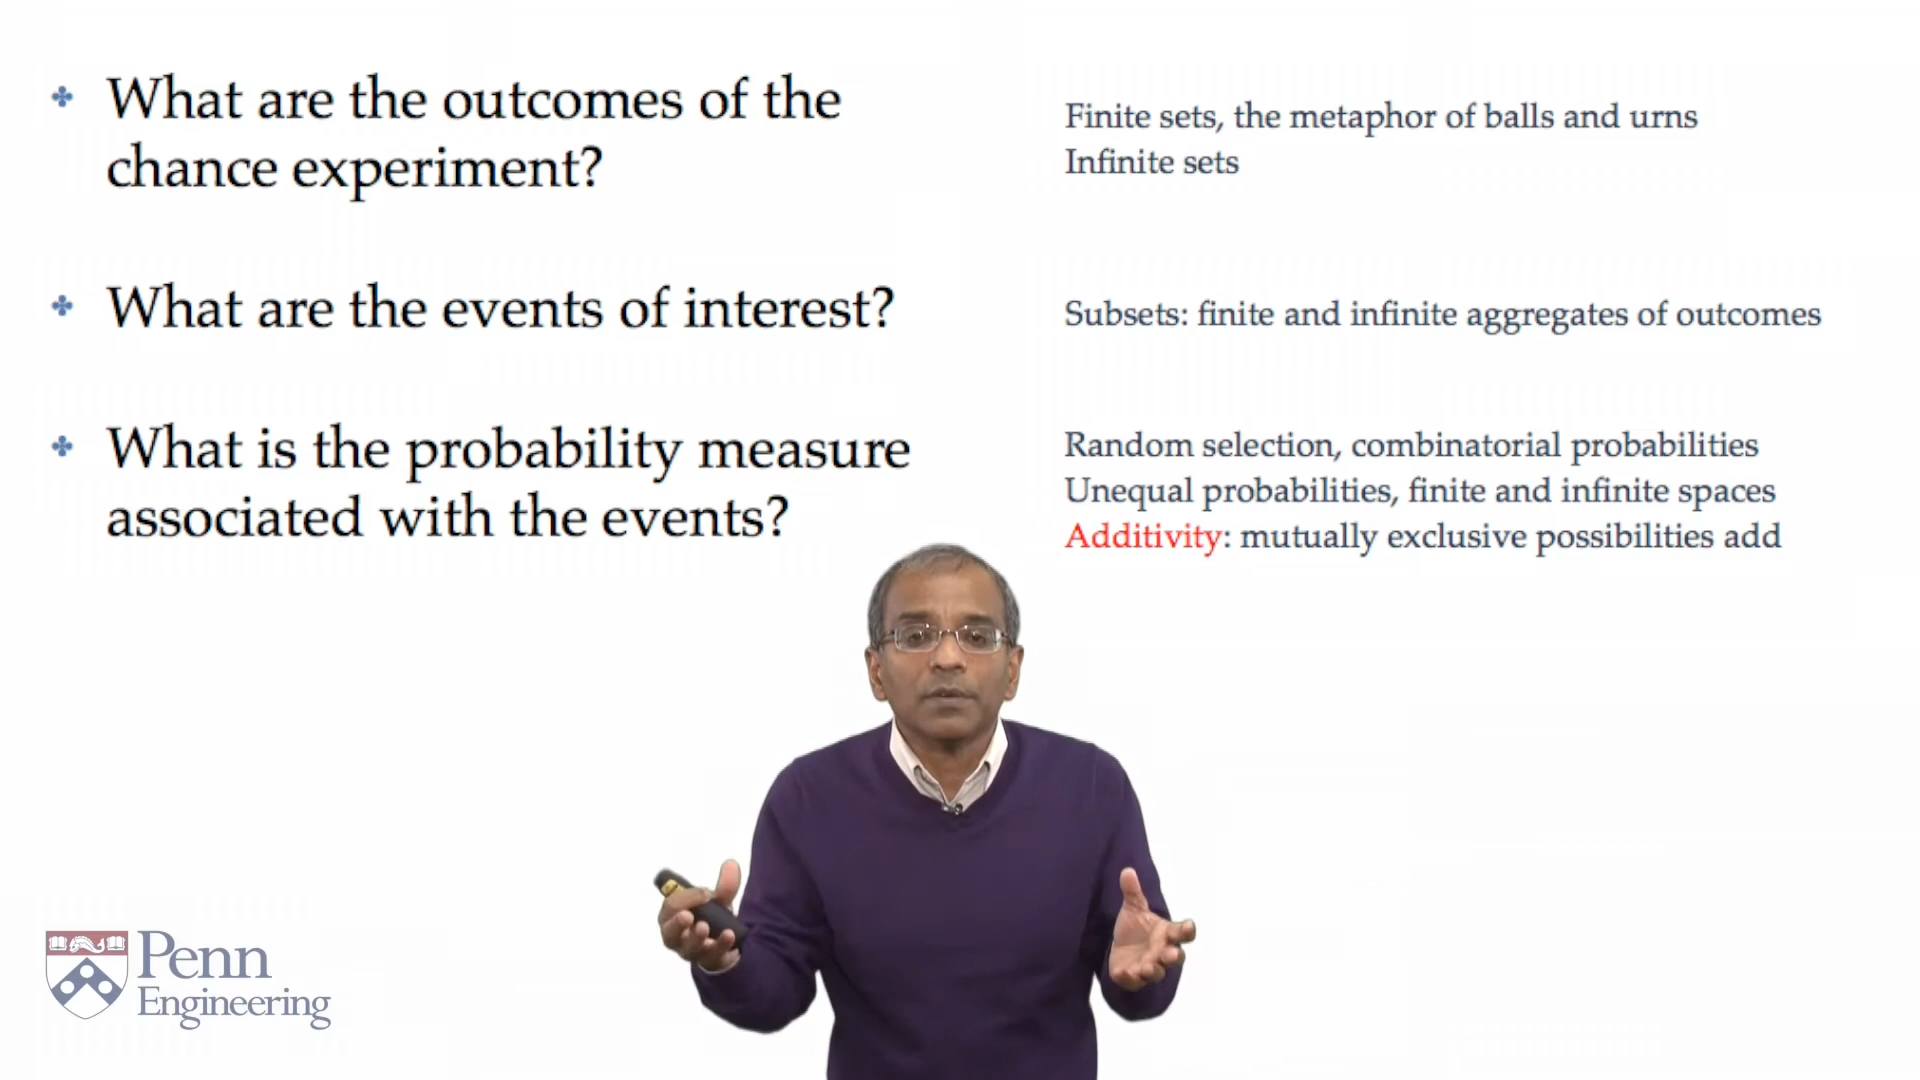 What are the outcomes of the
chance experiment?
Finite sets, the metaphor of balls and urns
Infinite sets
What are the events of interest?
Subsets: finite and infinite aggregates of outcomes
What is the probability measure
associated with the events?
Random selection, combinatorial probabilities
Unequal probabilities, finite and infinite spaces
Additivity: mutually exclusive possibilities add
Penn
Engineering